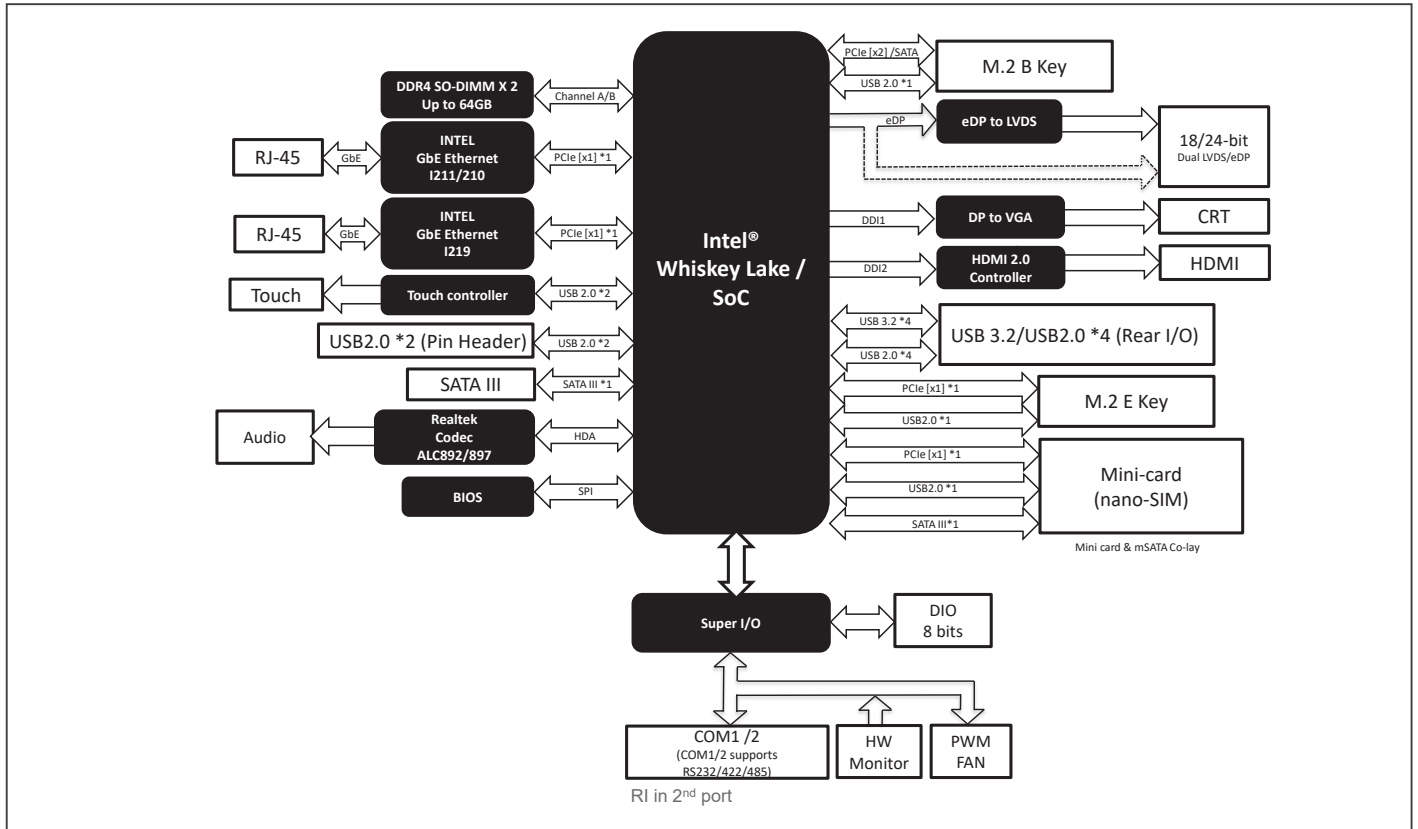 DDR4 SO-DIMM X 2
Up to 64GB
Channel A/B
RJ-45
GbE
INTEL
GbE Ethernet
I211/210
PCIe [x1] *1
RJ-45
GbE
INTEL
GbE Ethernet
I219
PCIe [x1] *1
Touch
Touch controller
USB 2.0 *2
USB2.0 *2 (Pin Header)
USB 2.0 *2
SATA III
SATA III *1
Audio
Realtek
Codec
ALC892/897
HDA
BIOS
SPI
Intel®
Whiskey Lake /
SoC
PCIe [x2] /SATA
USB 2.0 *1
M.2 B Key
eDP
eDP to LVDS
18/24-bit
Dual LVDS/eDP
DDI1
DP to VGA
CRT
DDI2
HDMI 2.0
Controller
HDMI
USB 3.2 *4
USB 2.0 *4
USB 3.2/USB2.0 *4 (Rear I/O)
PCIe [x1] *1
USB2.0 *1
M.2 E Key
PCIe [x1] *1
USB2.0 *1
SATA III*1
Mini-card
(nano-SIM)
Mini card & mSATA Co-lay
Super I/O
DIO
8 bits
COM1 /2
(COM1/2 supports
RS232/422/485)
HW
Monitor
PWM
FAN
RI in 2nd port